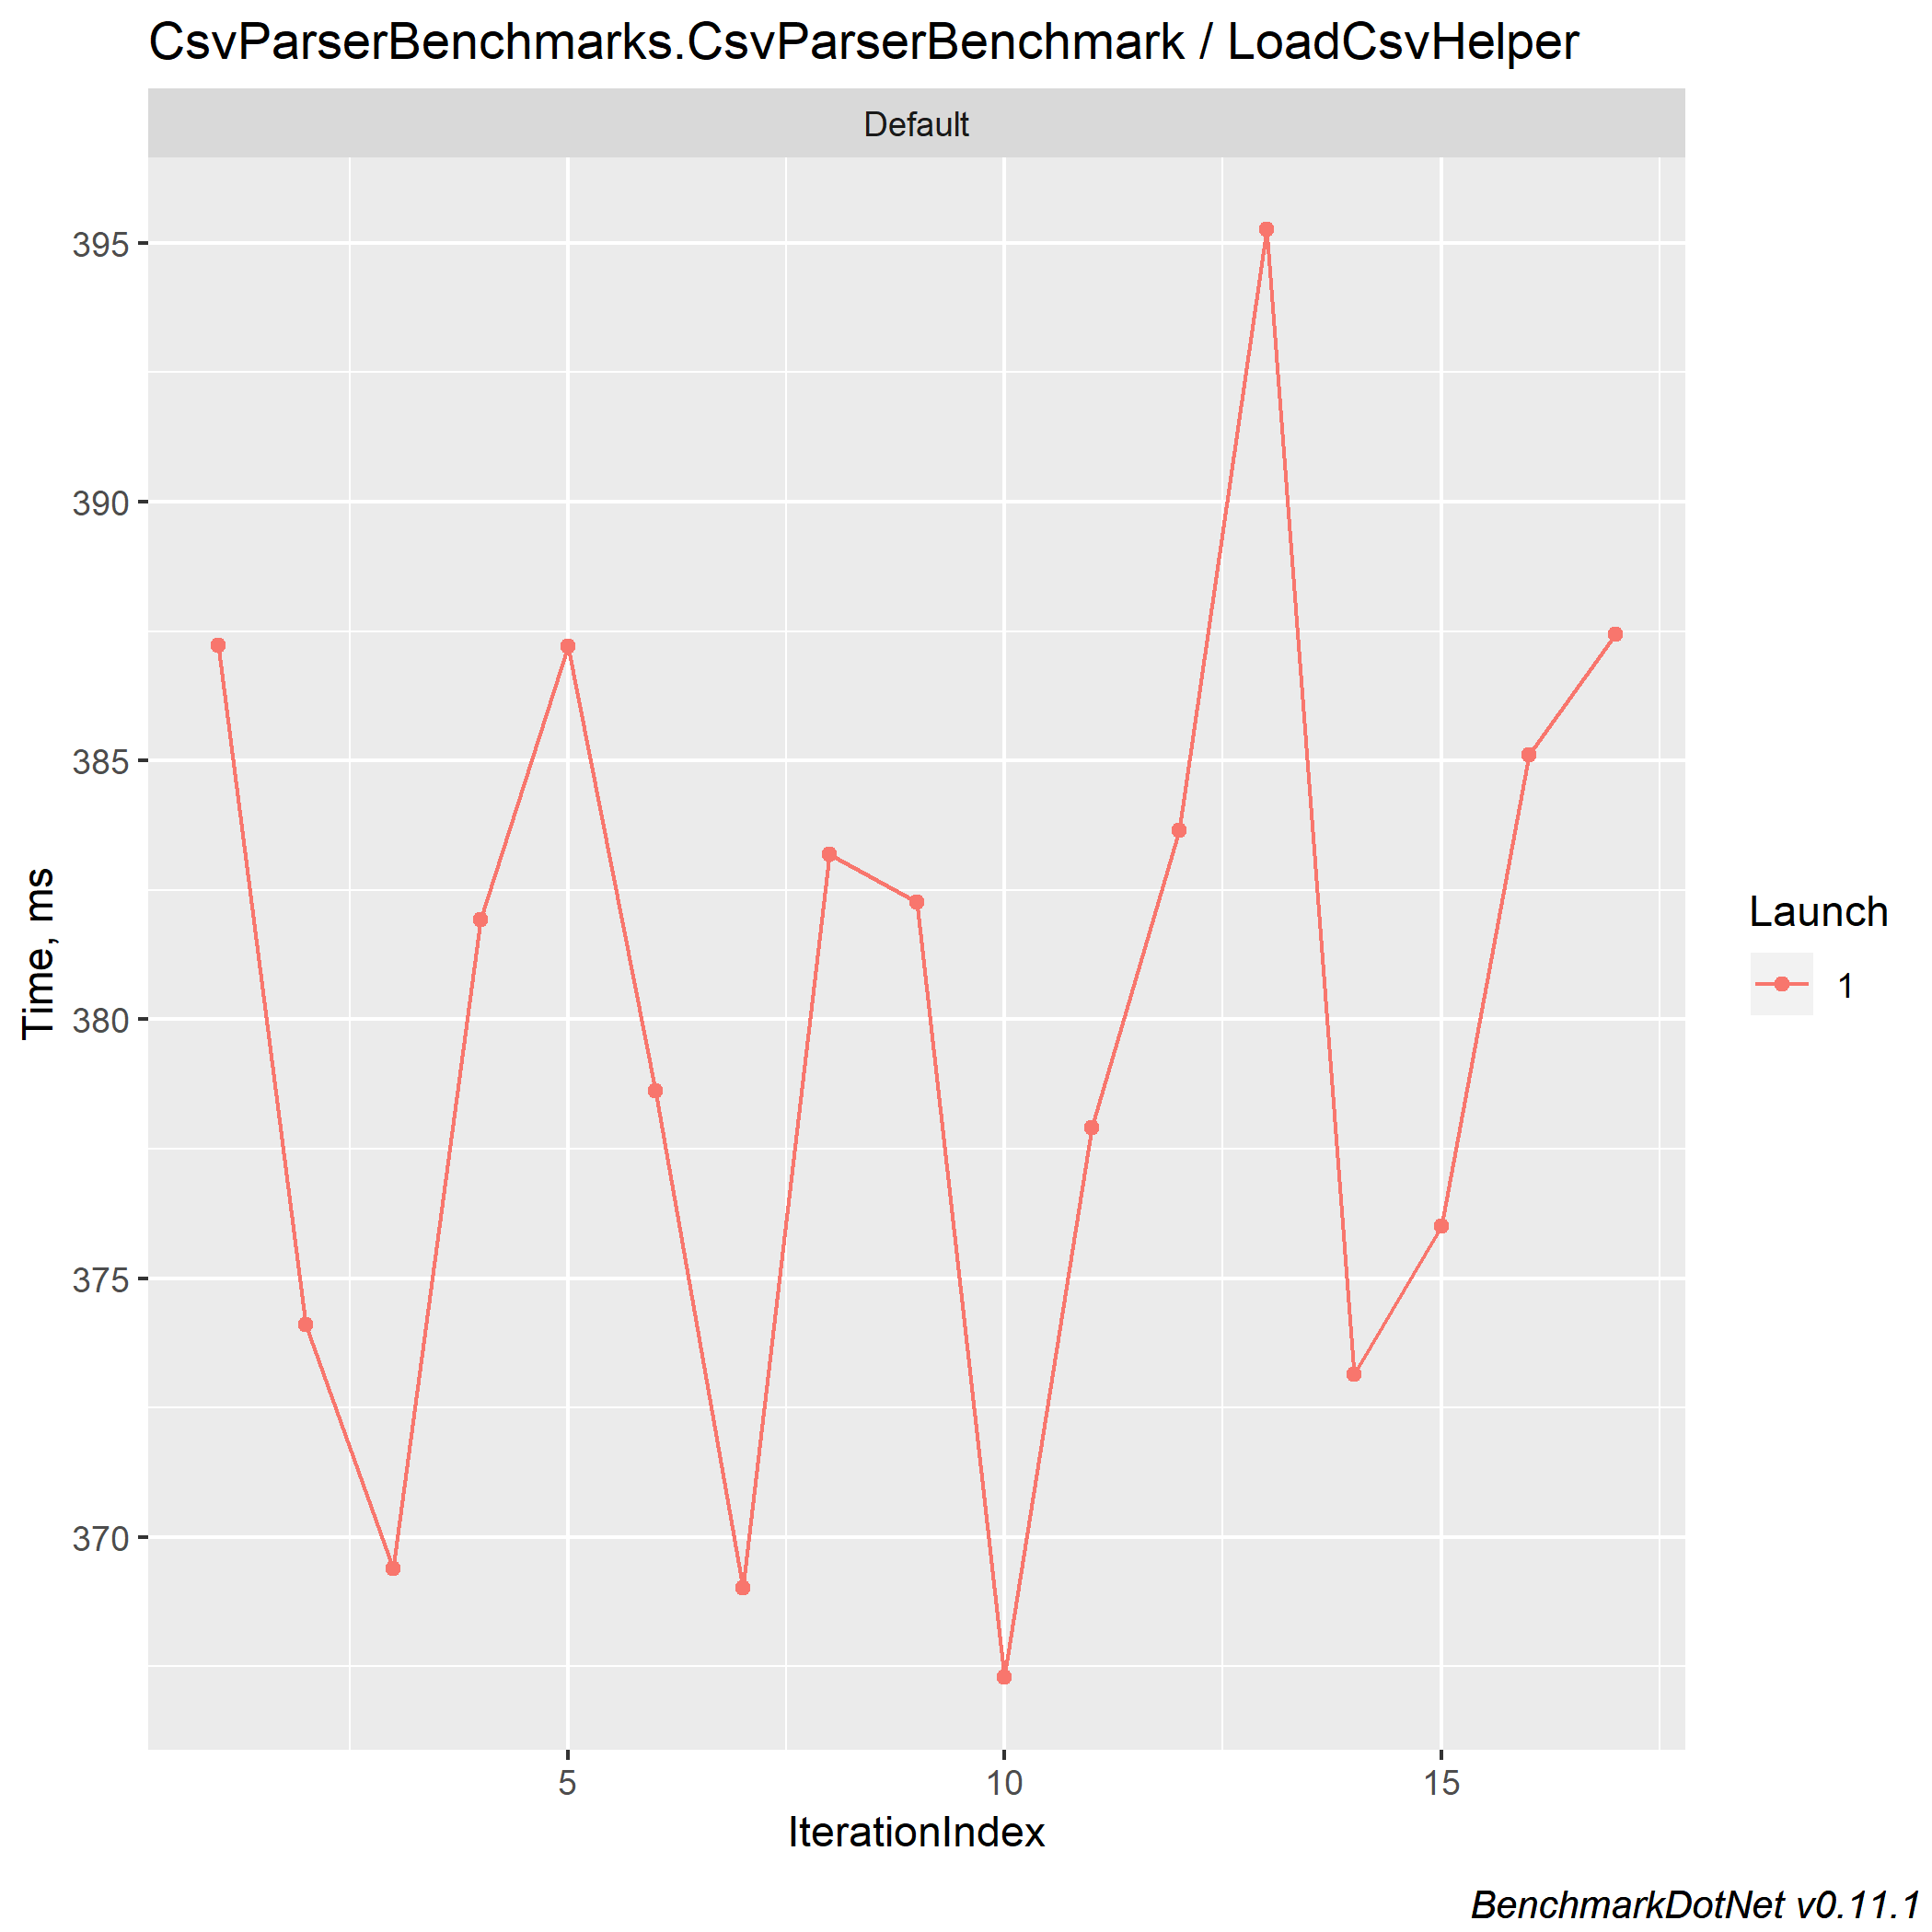 CsvParserBenchmarks.CsvParserBenchmark / LoadCsvHelper
Default
395
390
385
380
375
370
Time, ms
5 10 15
IterationIndex
Launch
1
BenchmarkDotNet v0.11.1